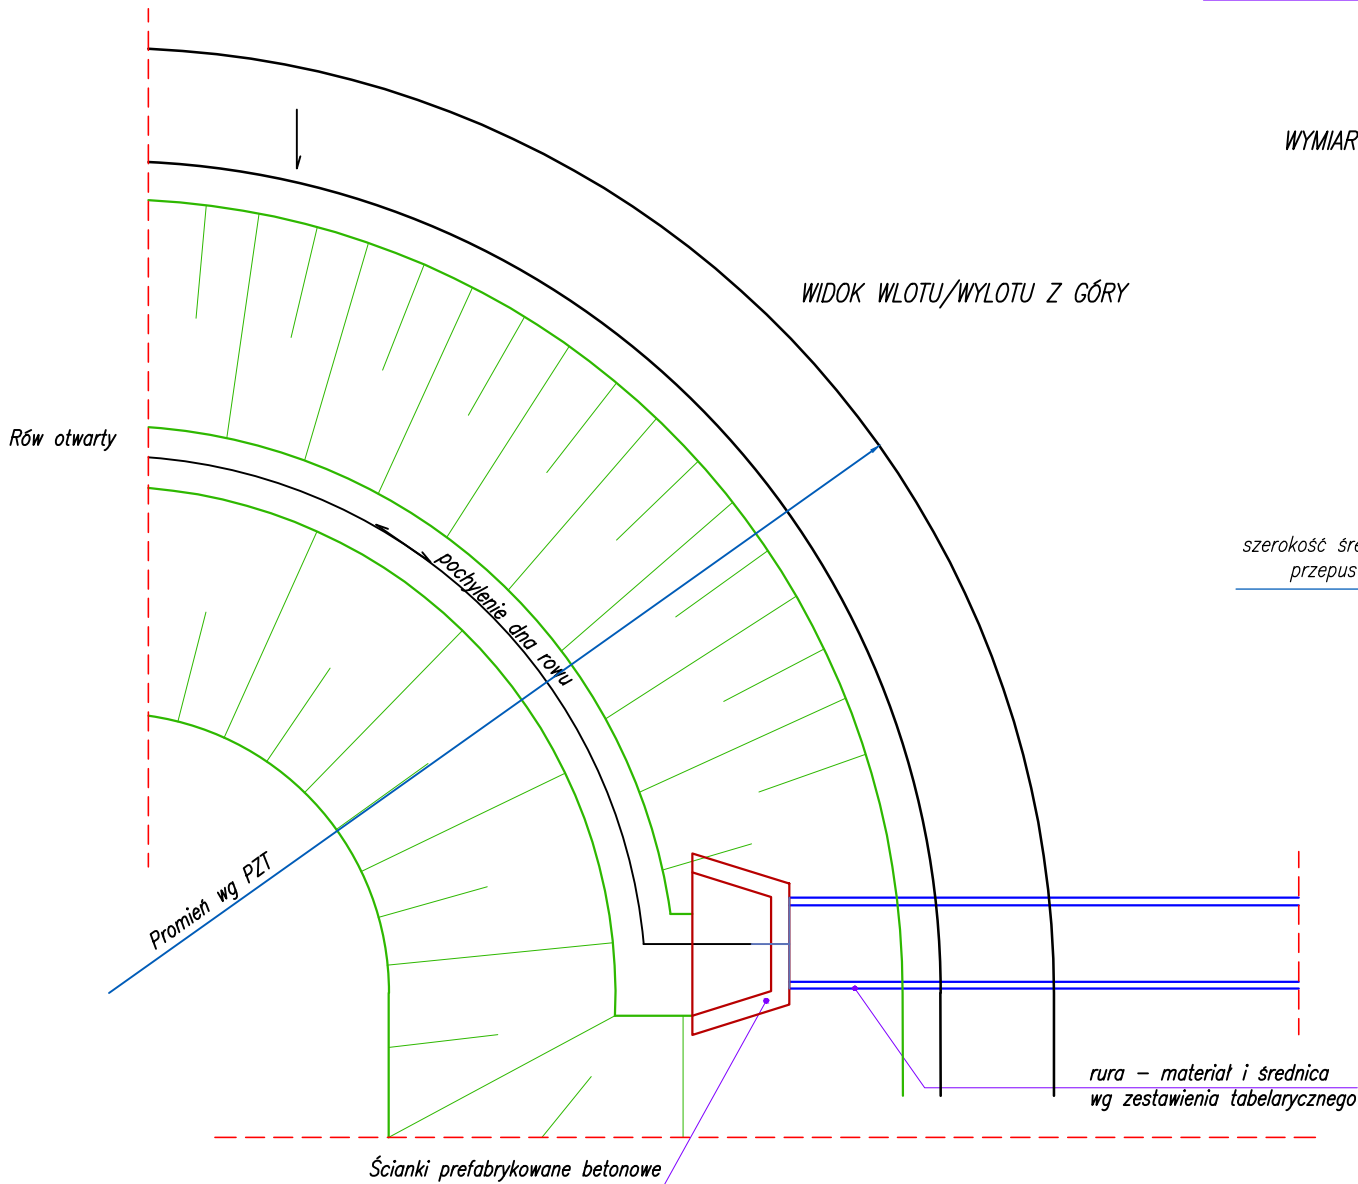 WYMIAR
WIDOK WLOTU/WYLOTU Z GÓRY
Rów otwarty
szerokość śre
przepus
pochylenie dna rowu
Promień wg PZT
rura – materiał i średnica
wg zestawienia tabelarycznego
Ścianki prefabrykowane betonowe